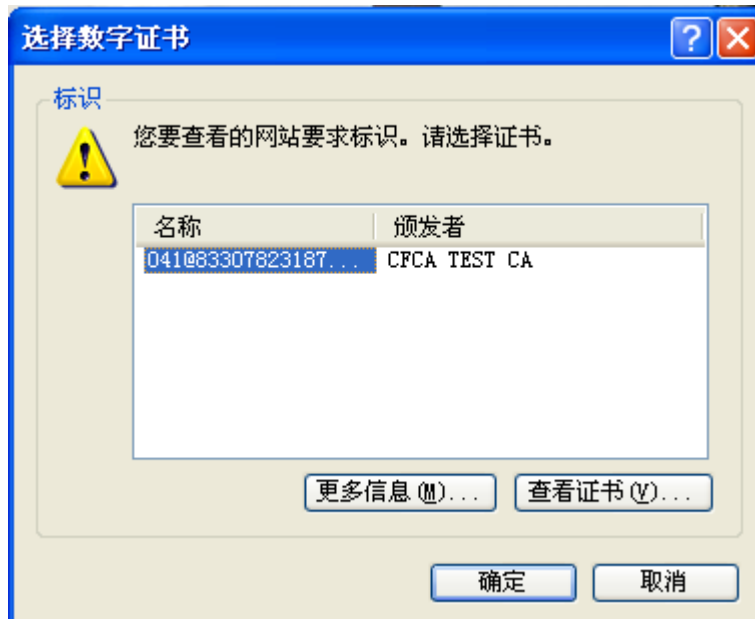 选择数字证书
标识
您要查看的网站要求标识。请选择证书。
名称 颁发者
041@83307823187... CFCA TEST CA
更多信息(M)... 查看证书(V)...
确定 取消